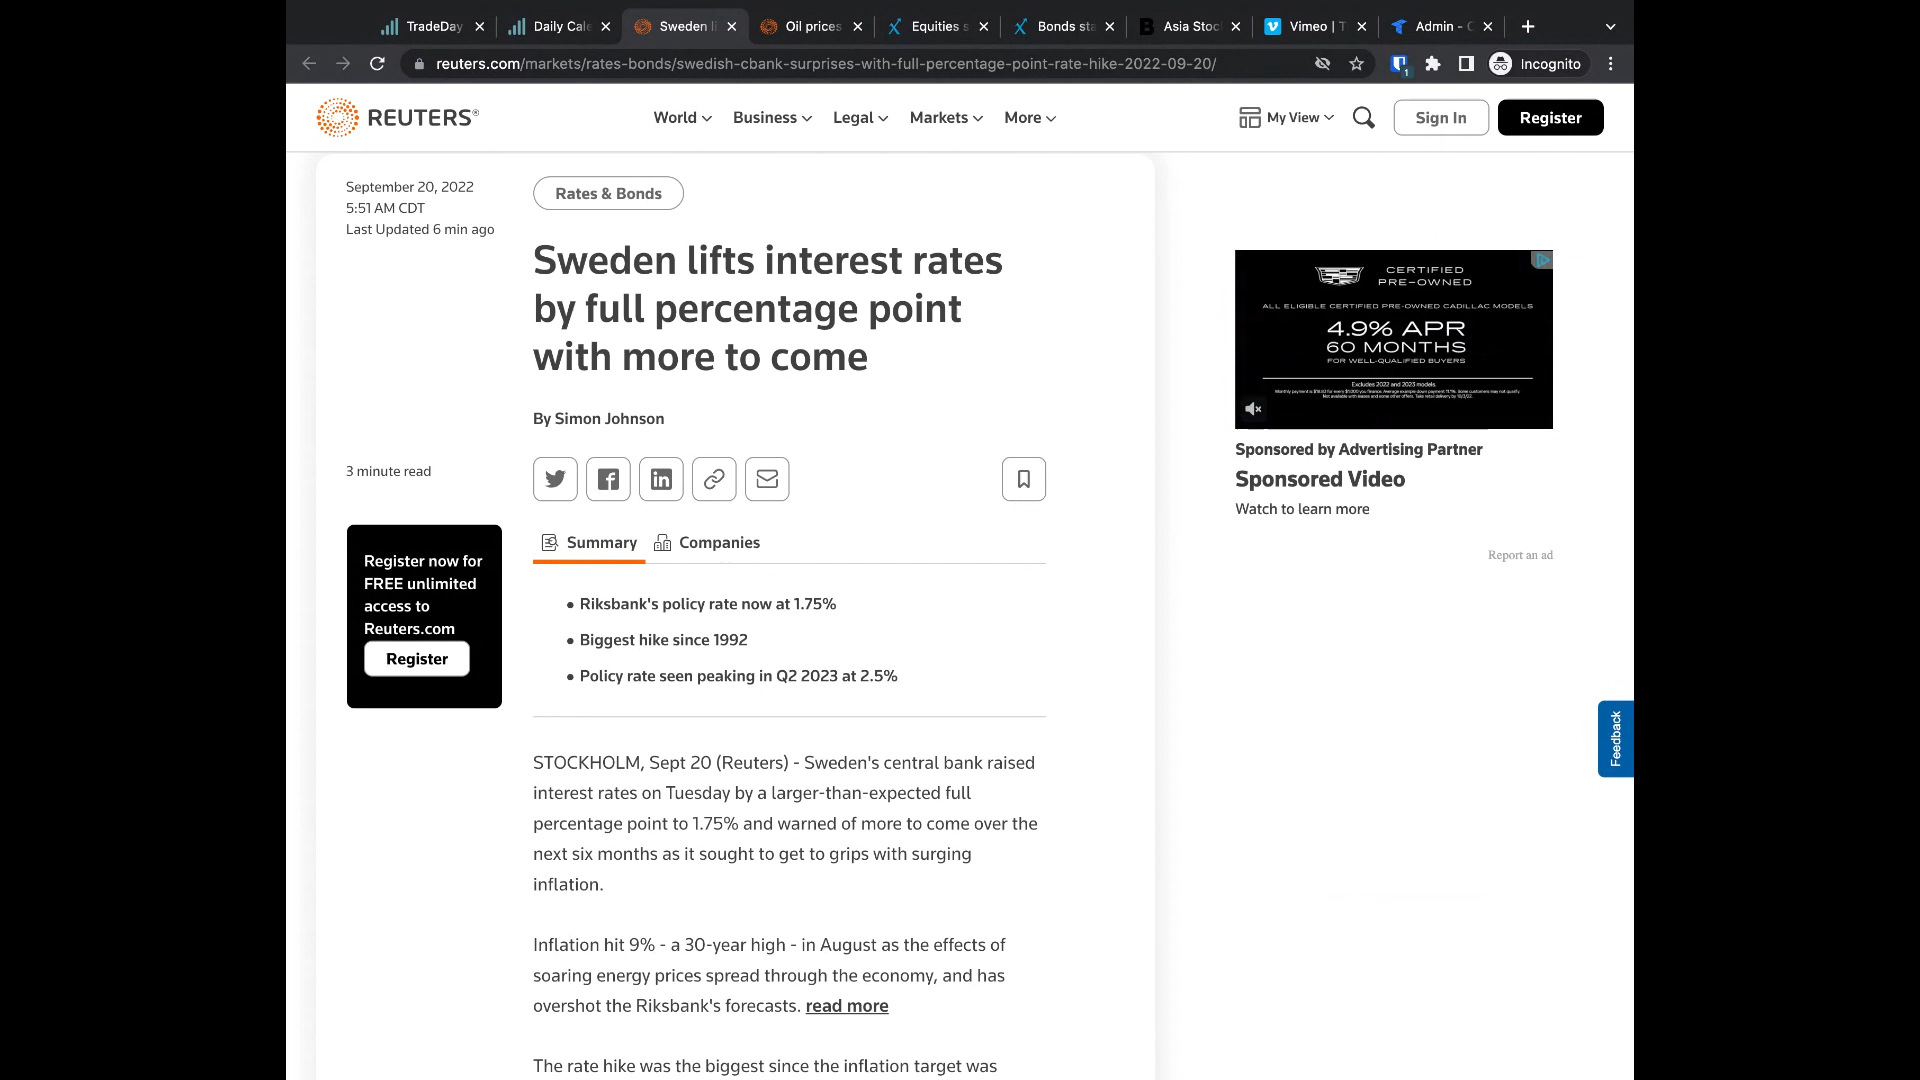 TradeDay
Daily Cale
Sweden li
Oil prices
Equities s
Bonds sta
Asia Stoc
Vimeo | T
Admin - C
reuters.com/markets/rates-bonds/swedish-cbank-surprises-with-full-percentage-point-rate-hike-2022-09-20/
1
Incognito
REUTERS®
World
Business
Legal
Markets
More
My View
Sign In
Register
September 20, 2022
5:51 AM CDT
Last Updated 6 min ago
Rates & Bonds
Sweden lifts interest rates
by full percentage point
with more to come
By Simon Johnson
3 minute read
Summary
Companies
Register now for
FREE unlimited
access to
Reuters.com
Register
• Riksbank's policy rate now at 1.75%
• Biggest hike since 1992
• Policy rate seen peaking in Q2 2023 at 2.5%
STOCKHOLM, Sept 20 (Reuters) - Sweden's central bank raised
interest rates on Tuesday by a larger-than-expected full
percentage point to 1.75% and warned of more to come over the
next six months as it sought to get to grips with surging
inflation.
Inflation hit 9% - a 30-year high - in August as the effects of
soaring energy prices spread through the economy, and has
overshot the Riksbank's forecasts. read more
The rate hike was the biggest since the inflation target was
CERTIFIED
PRE-OWNED
ALL ELIGIBLE CERTIFIED PRE-OWNED CADILLAC MODELS
4.9% APR
60 MONTHS
FOR WELL-QUALIFIED BUYERS
Excludes 2022 and 2023 models.
Sponsored by Advertising Partner
Sponsored Video
Watch to learn more
Report an ad
Feedback